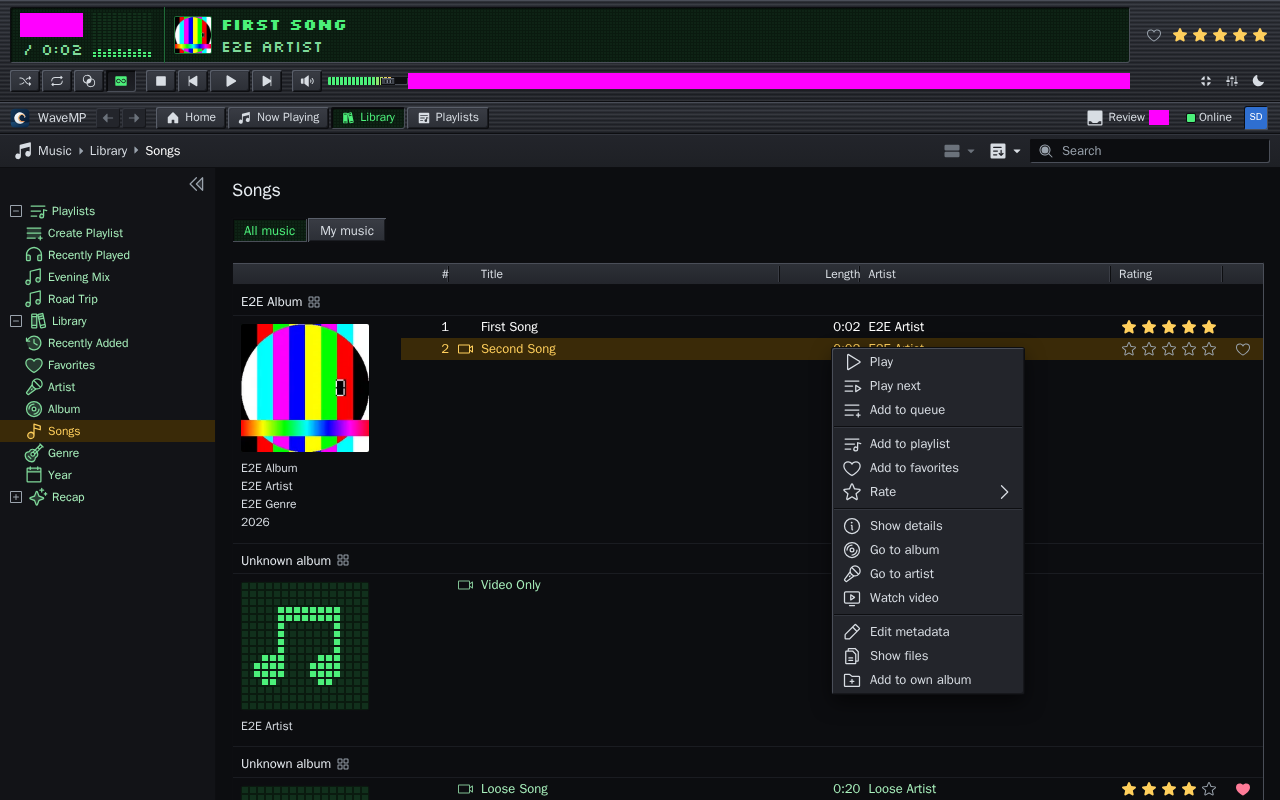 FIRST SONG
/ 0:02
E2E ARTIST
WaveMP
Home
Now Playing
Library
Playlists
Review
Online
SD
Music
Library
Songs
Search
Playlists
Create Playlist
Recently Played
Evening Mix
Road Trip
Library
Recently Added
Favorites
Artist
Album
Songs
Genre
Year
Recap
Songs
All music
My music
# Title Length Artist Rating
E2E Album
1 First Song 0:02 E2E Artist
2 Second Song 0:02 E2E Artist
E2E Album
E2E Artist
E2E Genre
2026
Unknown album
Video Only
E2E Artist
Unknown album
Loose Song 0:20 Loose Artist
Play
Play next
Add to queue
Add to playlist
Add to favorites
Rate
Show details
Go to album
Go to artist
Watch video
Edit metadata
Show files
Add to own album